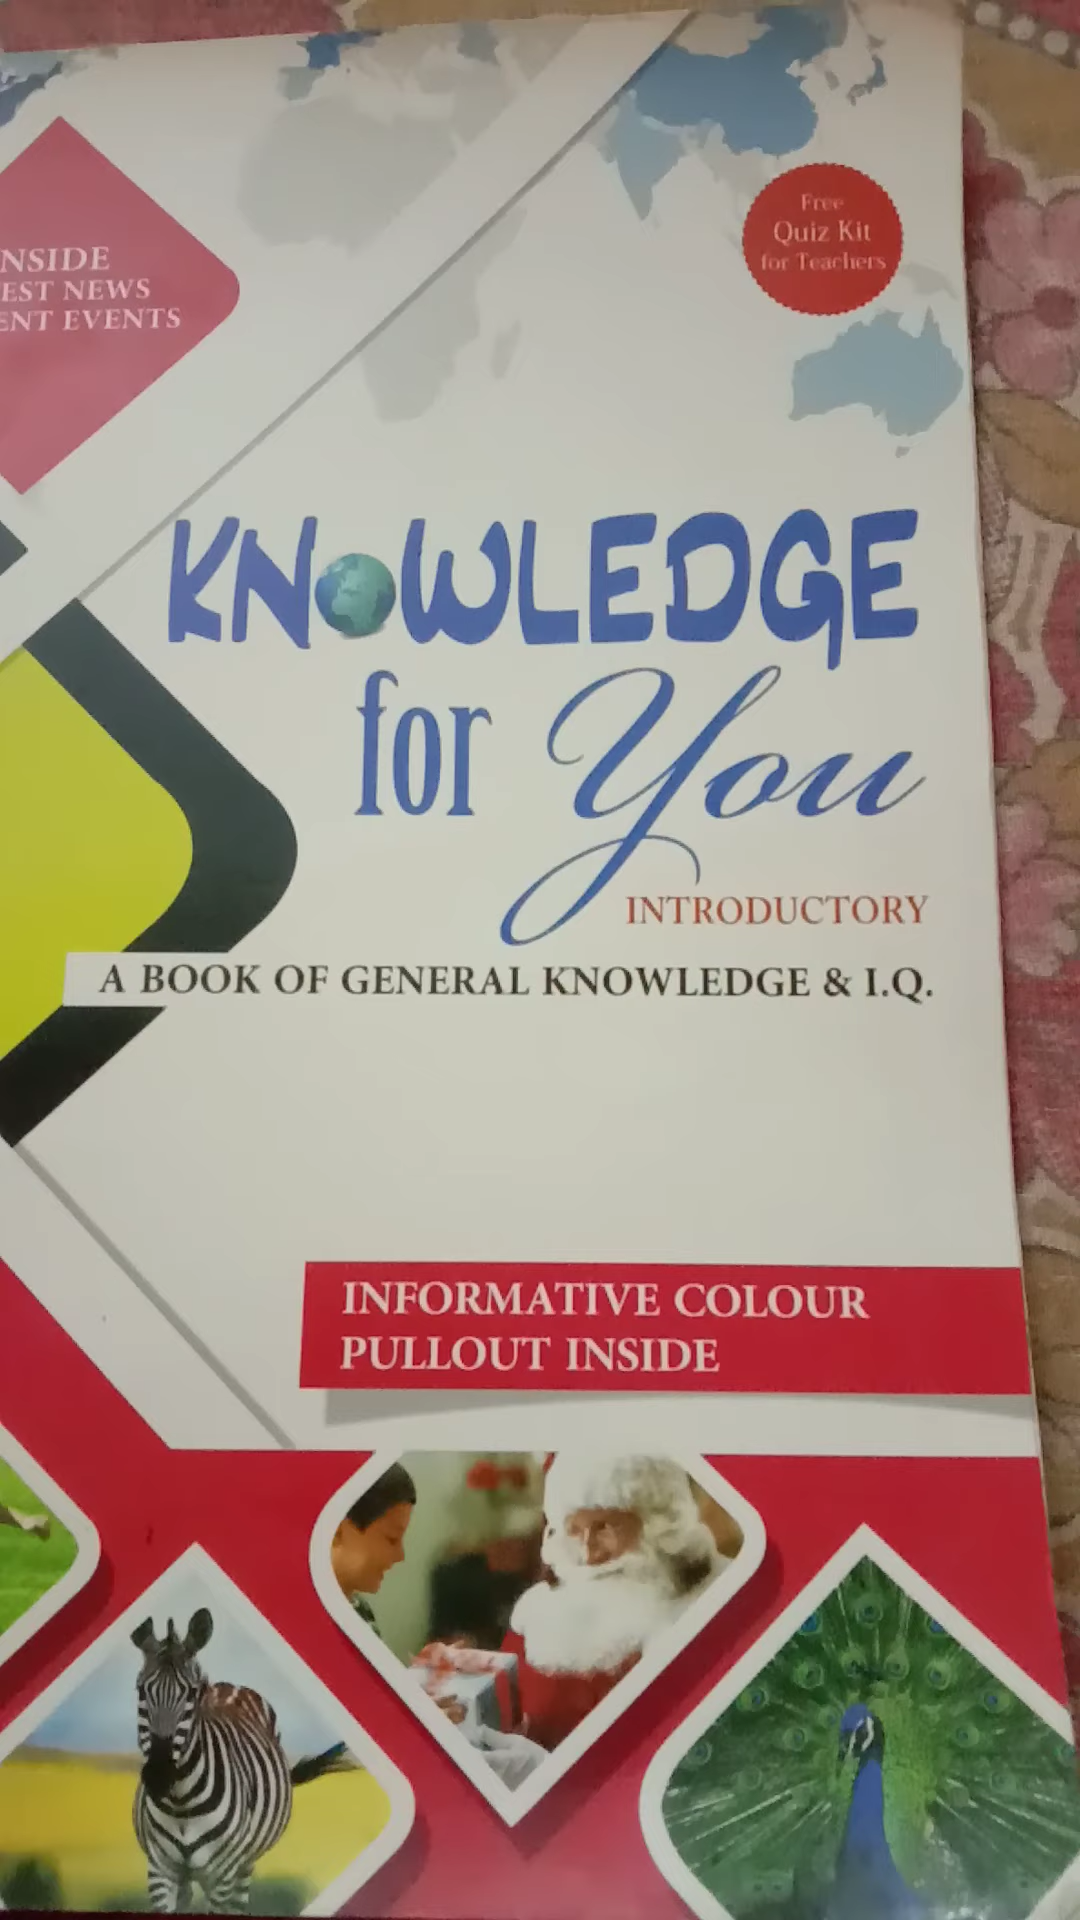 Free
Quiz Kit
for Teachers
NSIDE
EST NEWS
ENT EVENTS
KNOWLEDGE
for You
INTRODUCTORY
A BOOK OF GENERAL KNOWLEDGE & I.Q.
INFORMATIVE COLOUR
PULLOUT INSIDE